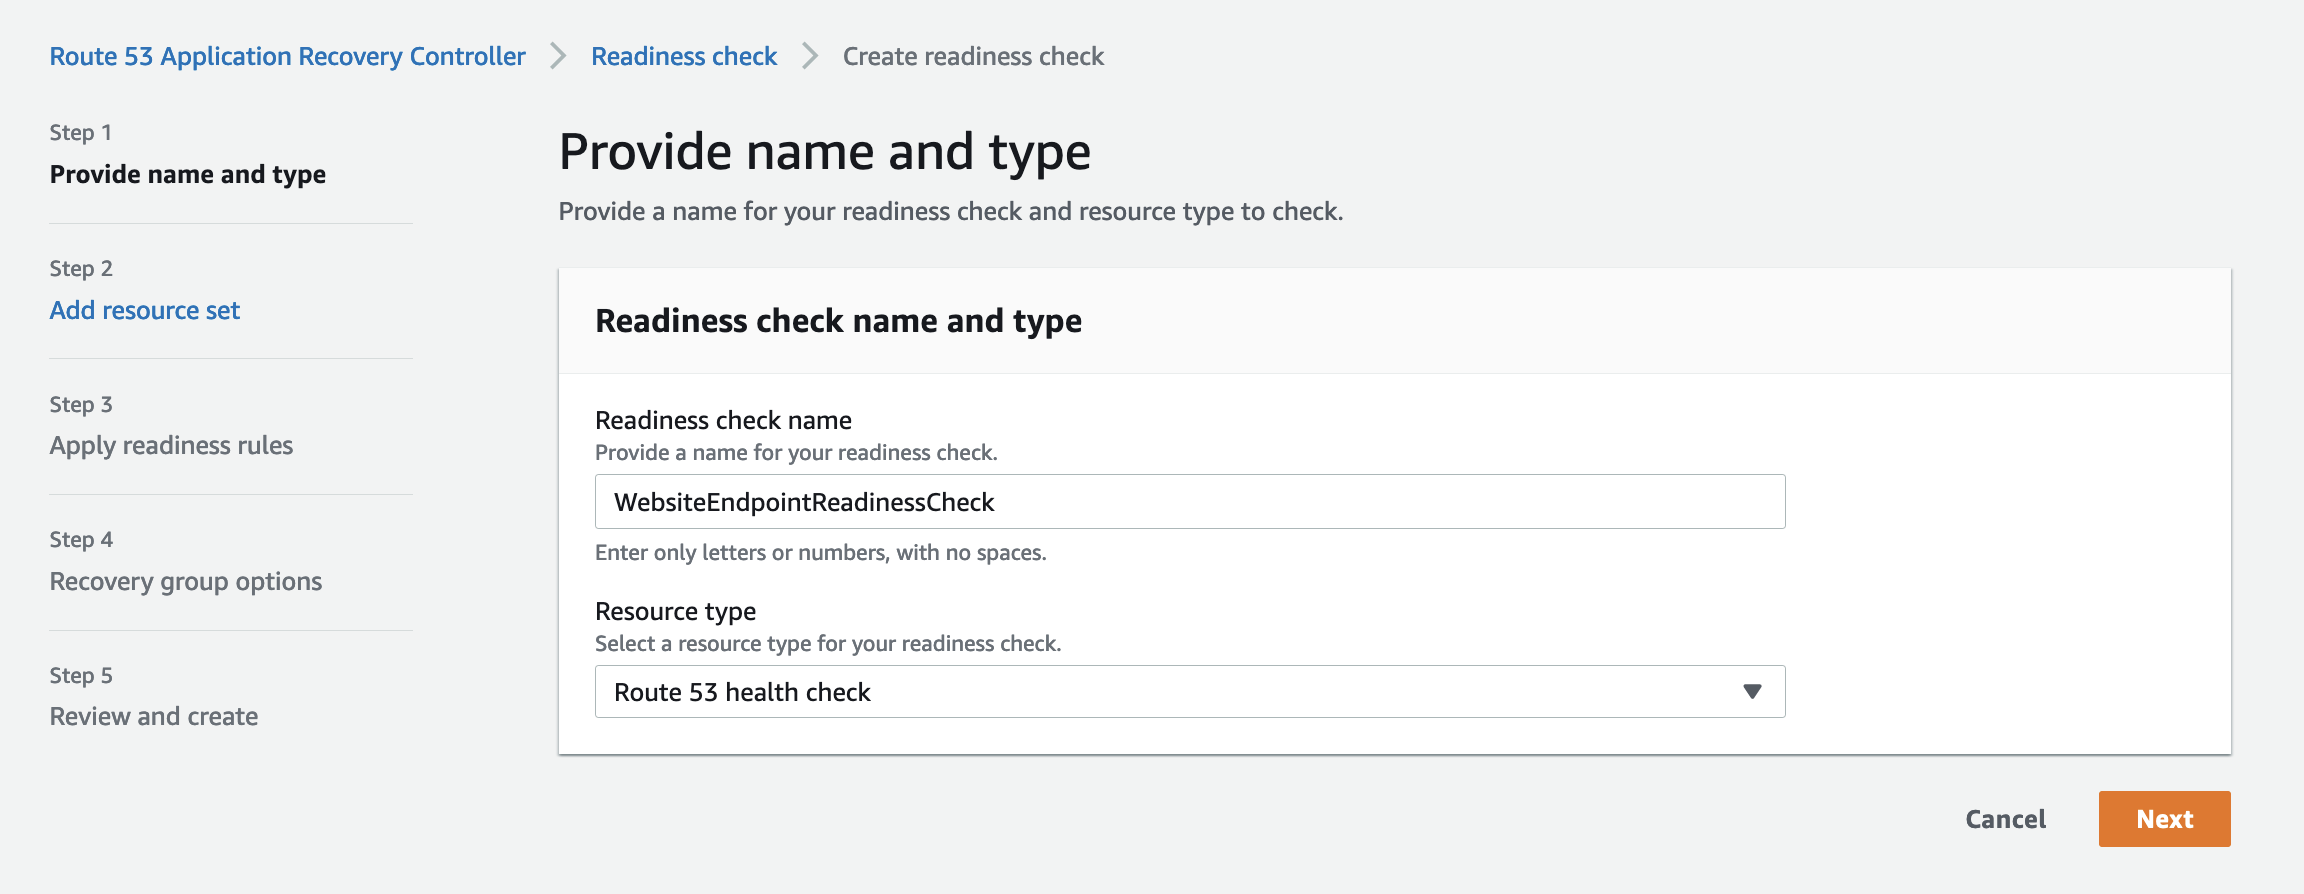 Route 53 Application Recovery Controller > Readiness check > Create readiness check
Step 1
Provide name and type
Step 2
Add resource set
Step 3
Apply readiness rules
Step 4
Recovery group options
Step 5
Review and create
Provide name and type
Provide a name for your readiness check and resource type to check.
Readiness check name and type
Readiness check name
Provide a name for your readiness check.
WebsiteEndpointReadinessCheck
Enter only letters or numbers, with no spaces.
Resource type
Select a resource type for your readiness check.
Route 53 health check
Cancel
Next